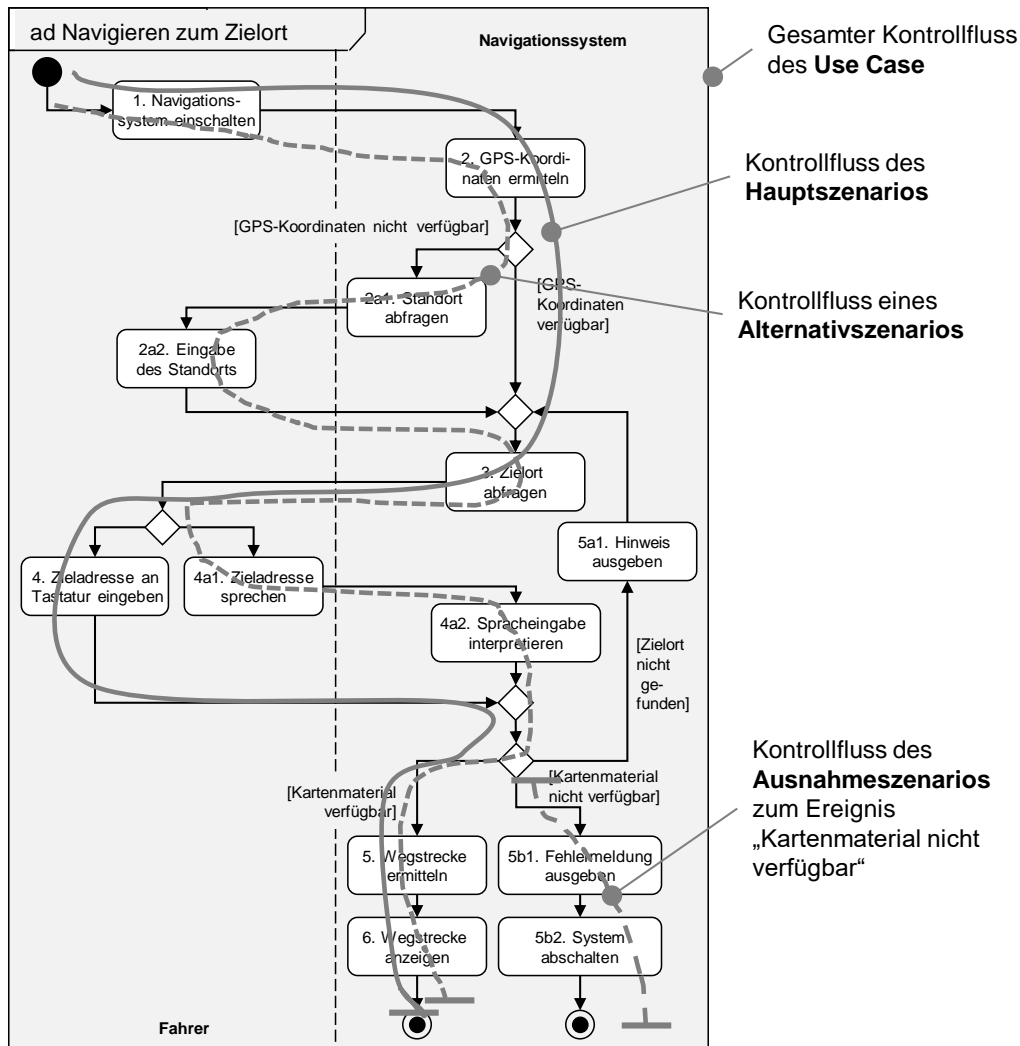 ad Navigieren zum Zielort
Navigationssystem
Gesamter Kontrollfluss
des Use Case
1. Navigations-
system einschalten
2. GPS-Koordi-
naten ermitteln
Kontrollfluss des
Hauptszenarios
[GPS-Koordinaten nicht verfügbar]
[GPS-
Koordinaten
verfügbar]
2a1. Standort
abfragen
Kontrollfluss eines
Alternativszenarios
2a2. Eingabe
des Standorts
3. Zielort
abfragen
5a1. Hinweis
ausgeben
4. Zieladresse an
Tastatur eingeben
4a1. Zieladresse
sprechen
4a2. Spracheingabe
interpretieren
[Zielort
nicht
ge-
funden]
[Kartenmaterial
verfügbar]
[Kartenmaterial
nicht verfügbar]
Kontrollfluss des
Ausnahmeszenarios
zum Ereignis
„Kartenmaterial nicht
verfügbar“
5. Wegstrecke
ermitteln
5b1. Fehlermeldung
ausgeben
6. Wegstrecke
anzeigen
5b2. System
abschalten
Fahrer